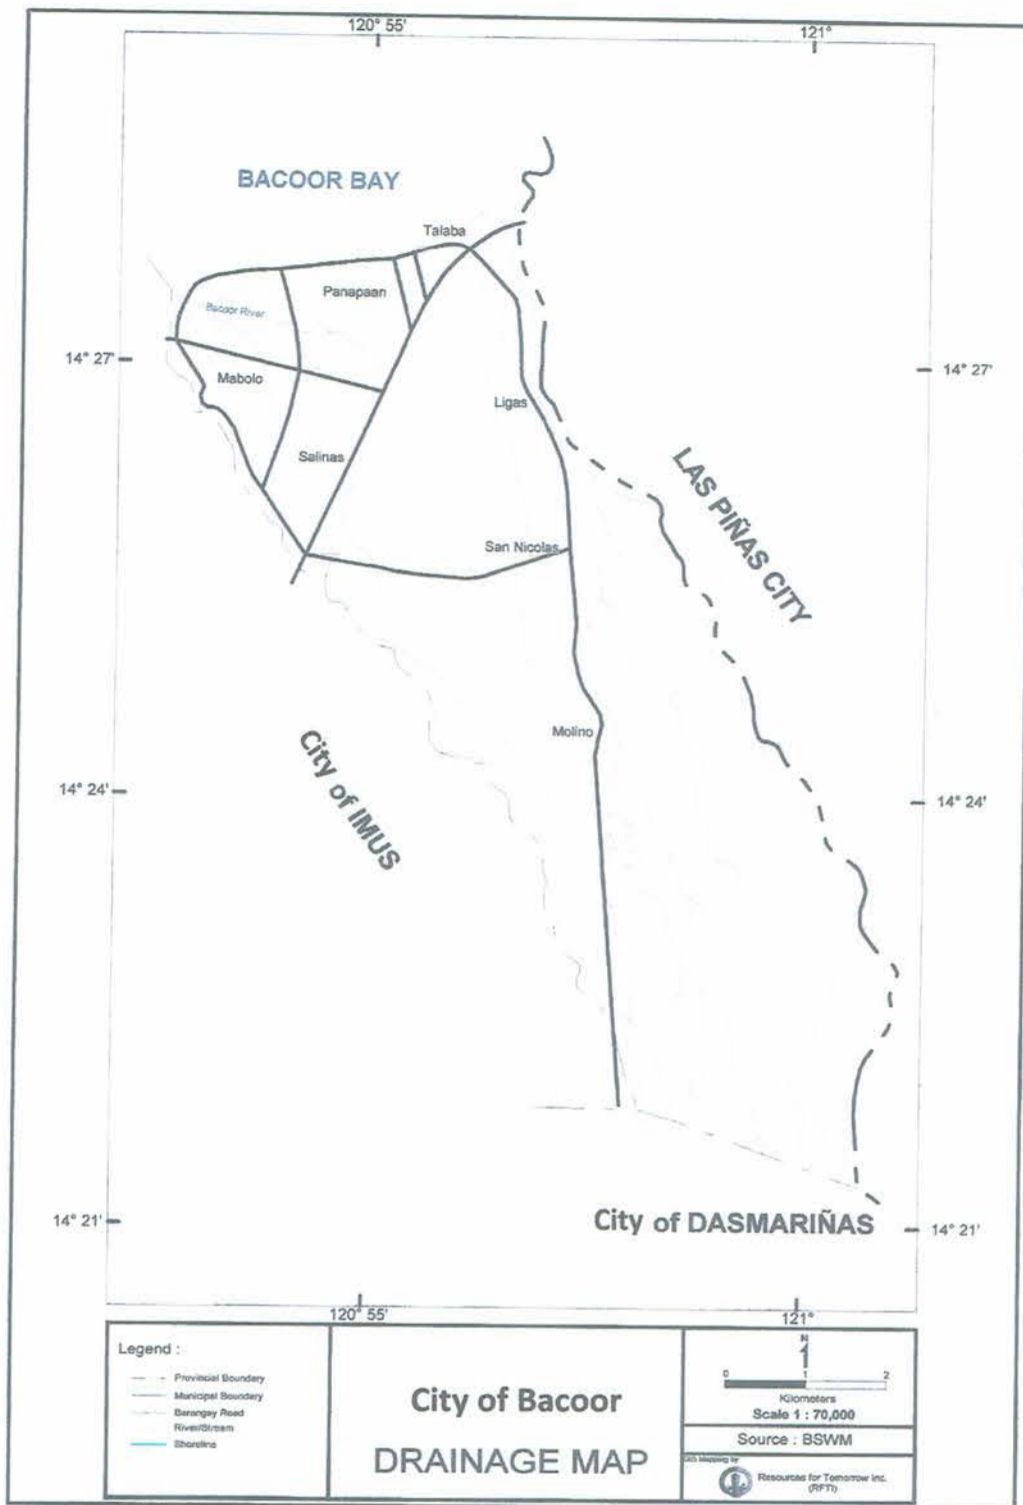 120° 55'
121°
BACOOR BAY
Talaba
Panapaan
Bacoor River
14° 27'
14° 27'
Mabolo
Ligas
Salinas
LAS PIÑAS CITY
San Nicolas
Molino
City of IMUS
14° 24'
14° 24'
14° 21'
City of DASMARIÑAS
14° 21'
120° 55'
121°
Legend :
Provincial Boundary
Municipal Boundary
Barangay Road
River/Stream
Shoreline
City of Bacoor
DRAINAGE MAP
N
0 1 2
Kilometers
Scale 1 : 70,000
Source : BSWM
GIS Mapping by
Resources for Tomorrow Inc.
(RFTI)